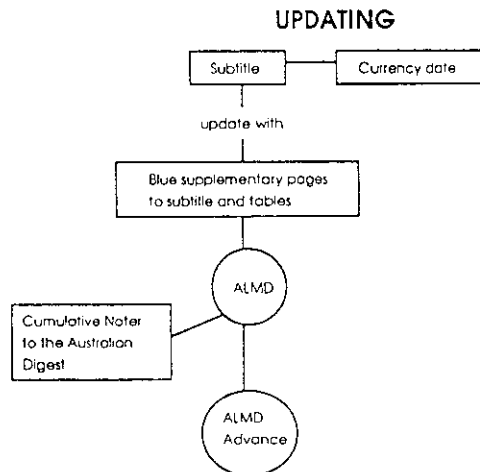 UPDATING
Subtitle
Currency date
update with
Blue supplementary pages
to subtitle and tables
ALMD
Cumulative Noter
to the Australian
Digest
ALMD
Advance